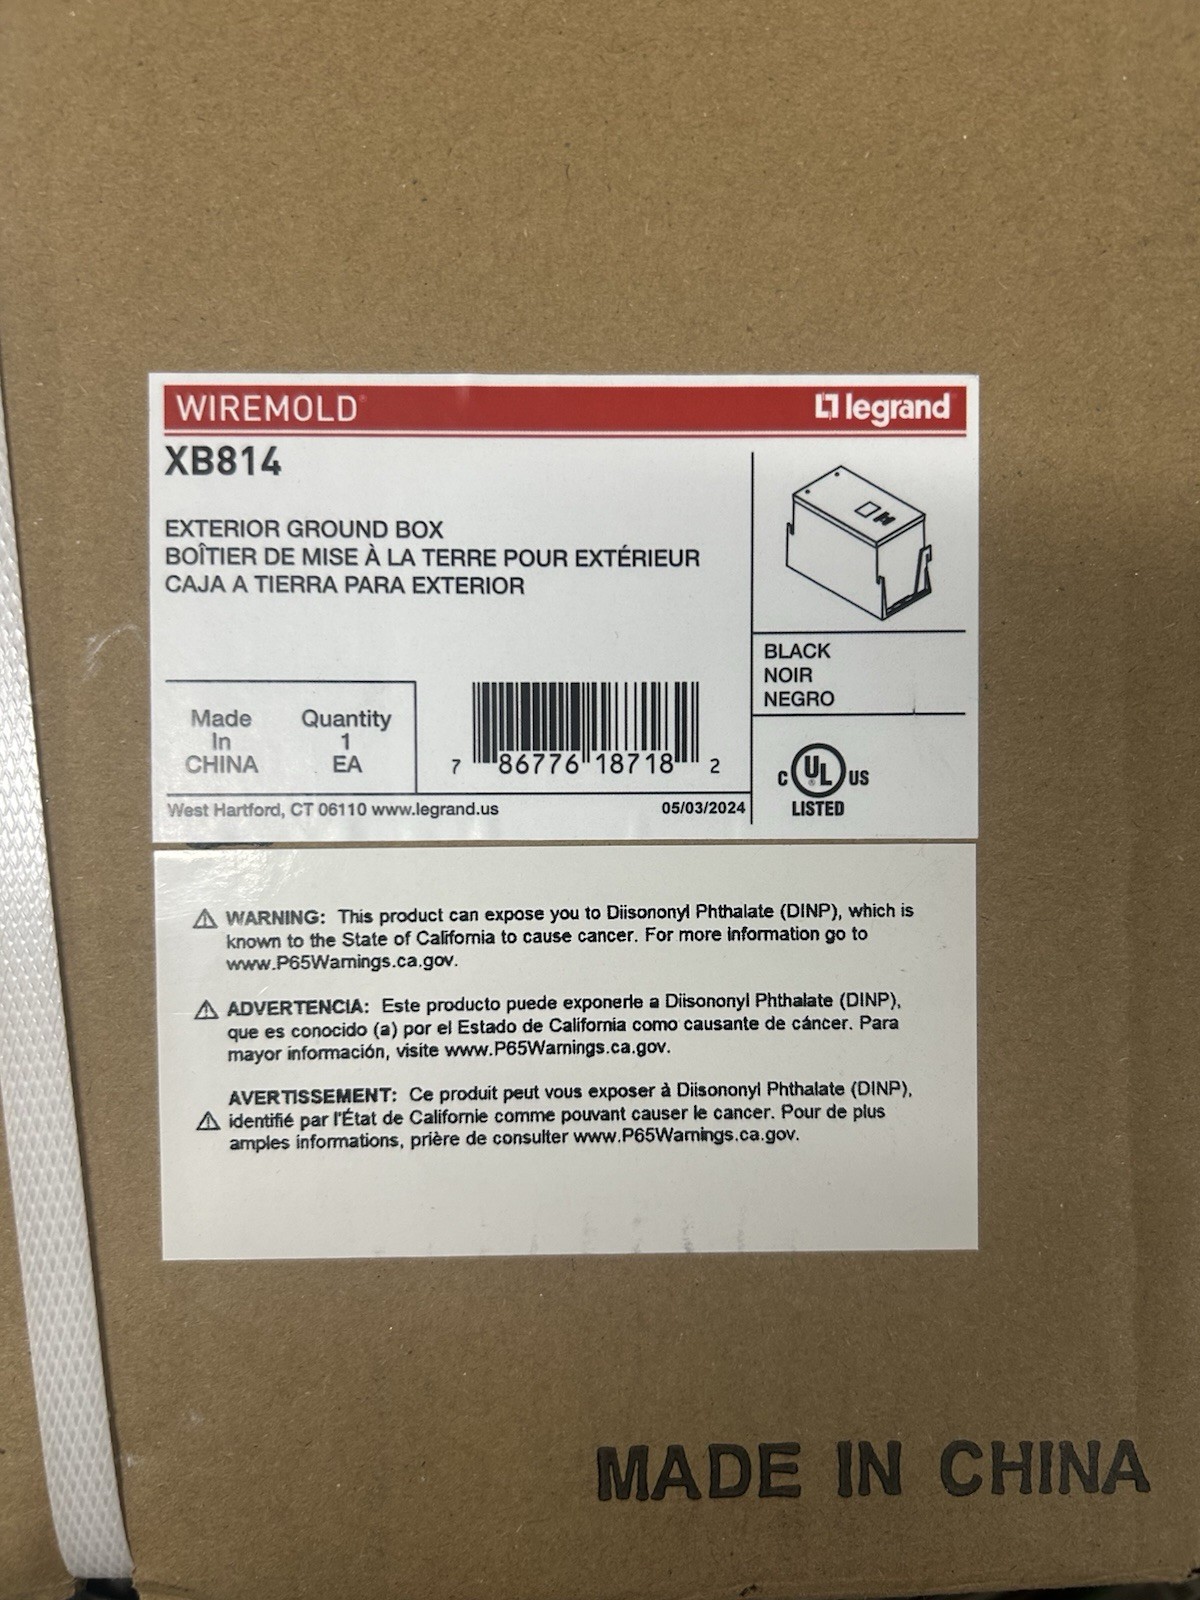 WIREMOLD®
legrand
XB814
EXTERIOR GROUND BOX
BOÎTIER DE MISE À LA TERRE POUR EXTÉRIEUR
CAJA A TIERRA PARA EXTERIOR
BLACK
NOIR
NEGRO
Made In CHINA
Quantity 1 EA
7 86776 18718 2
C UL US
LISTED
West Hartford, CT 06110 www.legrand.us
05/03/2024
⚠ WARNING: This product can expose you to Diisononyl Phthalate (DINP), which is
known to the State of California to cause cancer. For more information go to
www.P65Warnings.ca.gov.
⚠ ADVERTENCIA: Este producto puede exponerle a Diisononyl Phthalate (DINP),
que es conocido (a) por el Estado de California como causante de cáncer. Para
mayor información, visite www.P65Warnings.ca.gov.
AVERTISSEMENT: Ce produit peut vous exposer à Diisononyl Phthalate (DINP),
⚠ identifié par l'État de Californie comme pouvant causer le cancer. Pour de plus
amples informations, prière de consulter www.P65Warnings.ca.gov.
MADE IN CHINA